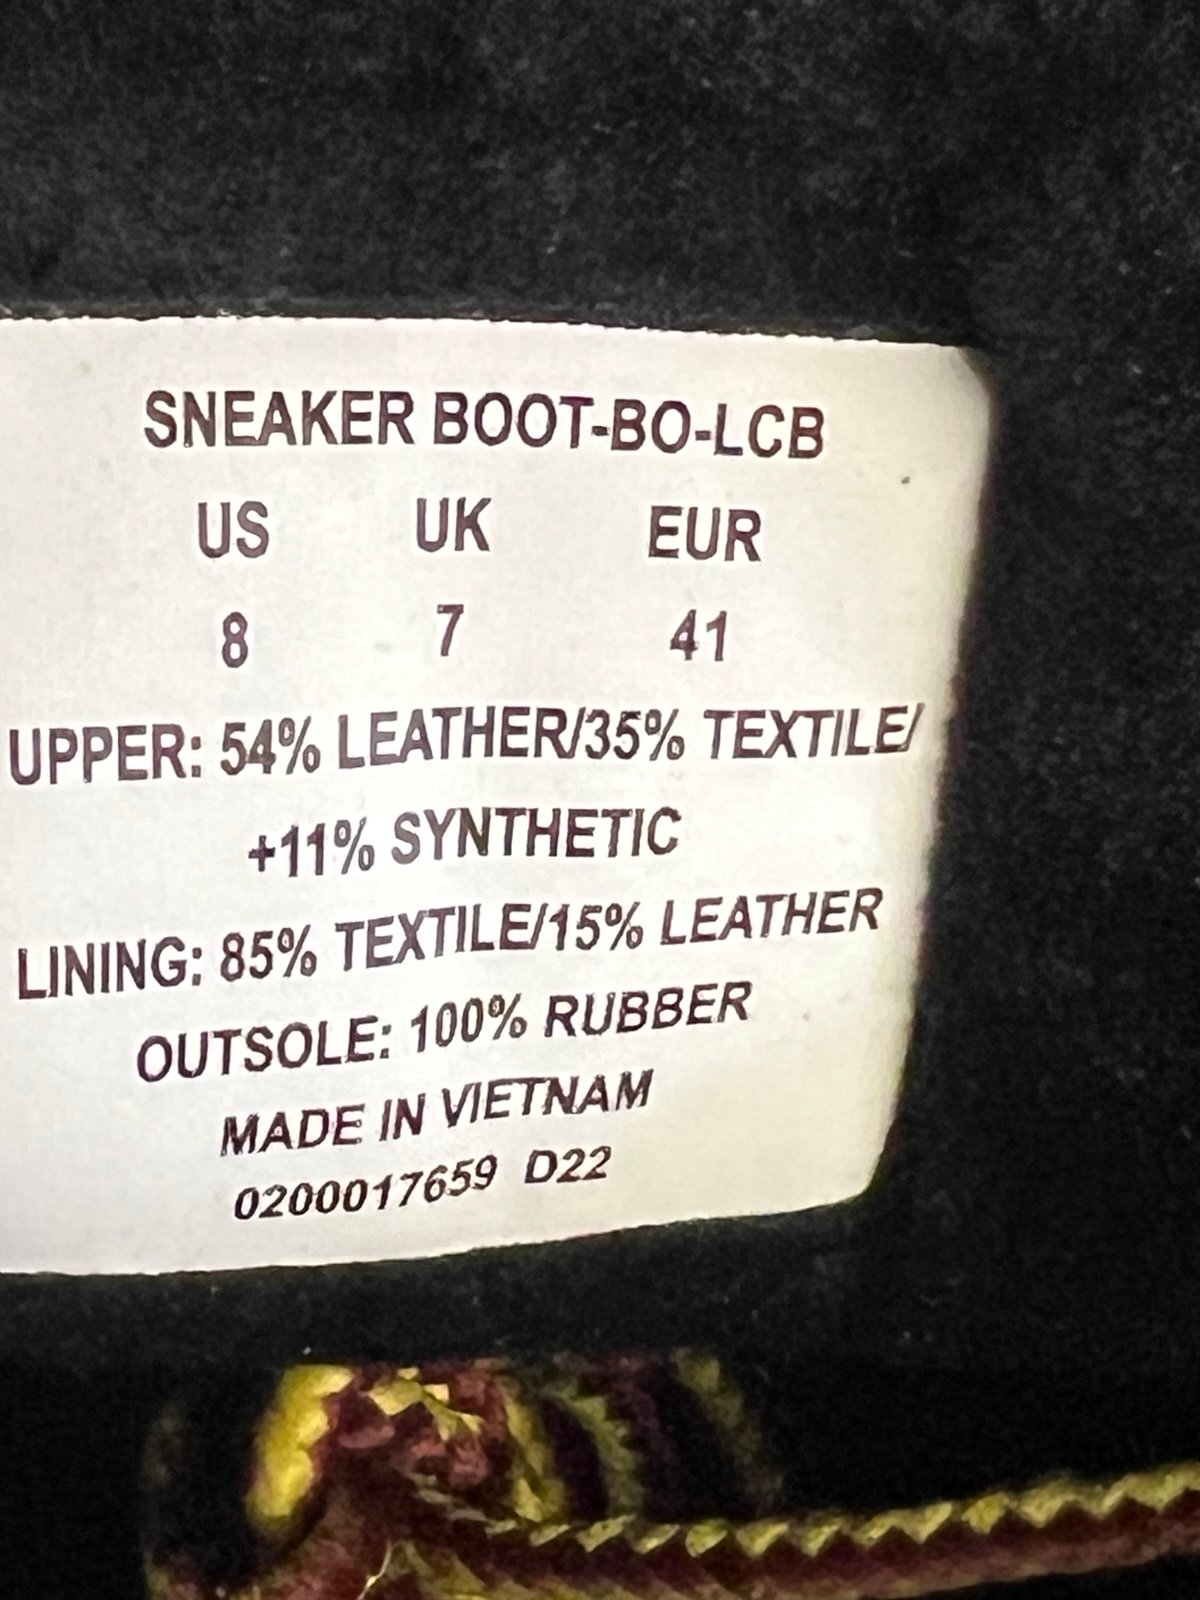 SNEAKER BOOT-BO-LCB
US UK EUR
8 7 41
UPPER: 54% LEATHER/35% TEXTILE/
+11% SYNTHETIC
LINING: 85% TEXTILE/15% LEATHER
OUTSOLE: 100% RUBBER
MADE IN VIETNAM
0200017659 D22